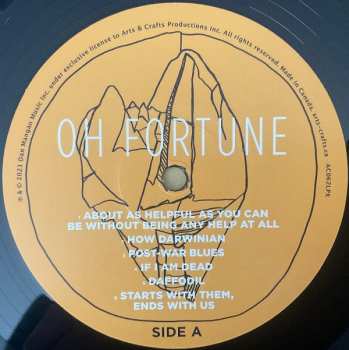 ℗ & © 2021 Dan Mangan Music Inc. under exclusive license to Arts & Crafts Productions Inc. All rights reserved. Made in Canada. arts-crafts.ca
AC062LPX
OH FORTUNE
. ABOUT AS HELPFUL AS YOU CAN
BE WITHOUT BEING ANY HELP AT ALL
. HOW DARWINIAN
. POST-WAR BLUES
. IF I AM DEAD
. DAFFODIL
. STARTS WITH THEM,
ENDS WITH US
SIDE A